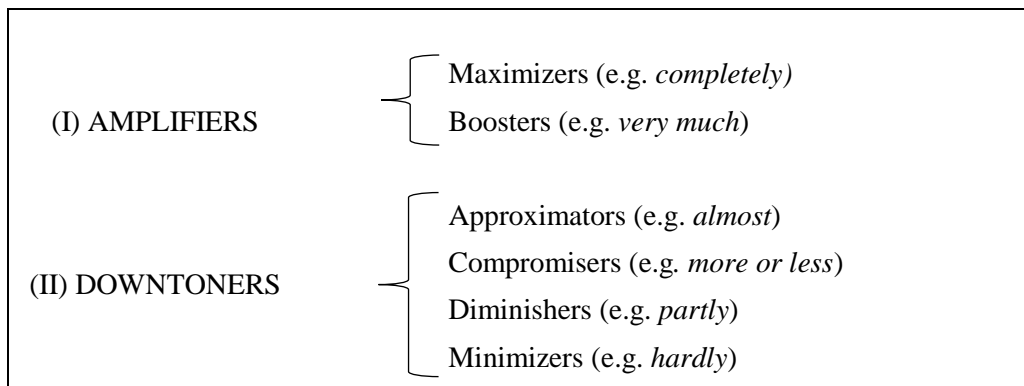 (I) AMPLIFIERS
Maximizers (e.g. completely)
Boosters (e.g. very much)
(II) DOWNTONERS
Approximators (e.g. almost)
Compromisers (e.g. more or less)
Diminishers (e.g. partly)
Minimizers (e.g. hardly)